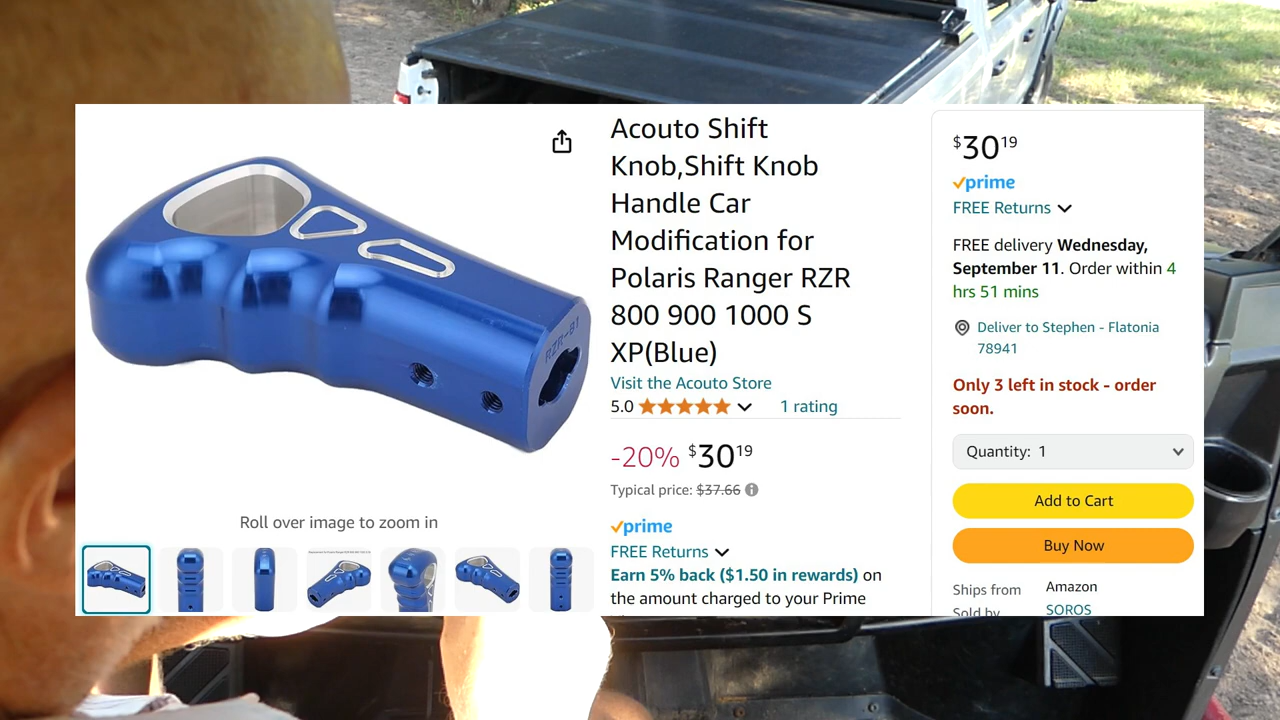 Acouto Shift
Knob,Shift Knob
Handle Car
Modification for
Polaris Ranger RZR
800 900 1000 S
XP(Blue)
Visit the Acouto Store
5.0
1 rating
-20% $30 19
Typical price: $37.66
prime
FREE Returns
Earn 5% back ($1.50 in rewards) on
the amount charged to your Prime
RZR-B1
Roll over image to zoom in
$30 19
prime
FREE Returns
FREE delivery Wednesday,
September 11. Order within 4
hrs 51 mins
Deliver to Stephen - Flatonia
78941
Only 3 left in stock - order
soon.
Quantity: 1
Add to Cart
Buy Now
Ships from Amazon
Sold by SOROS